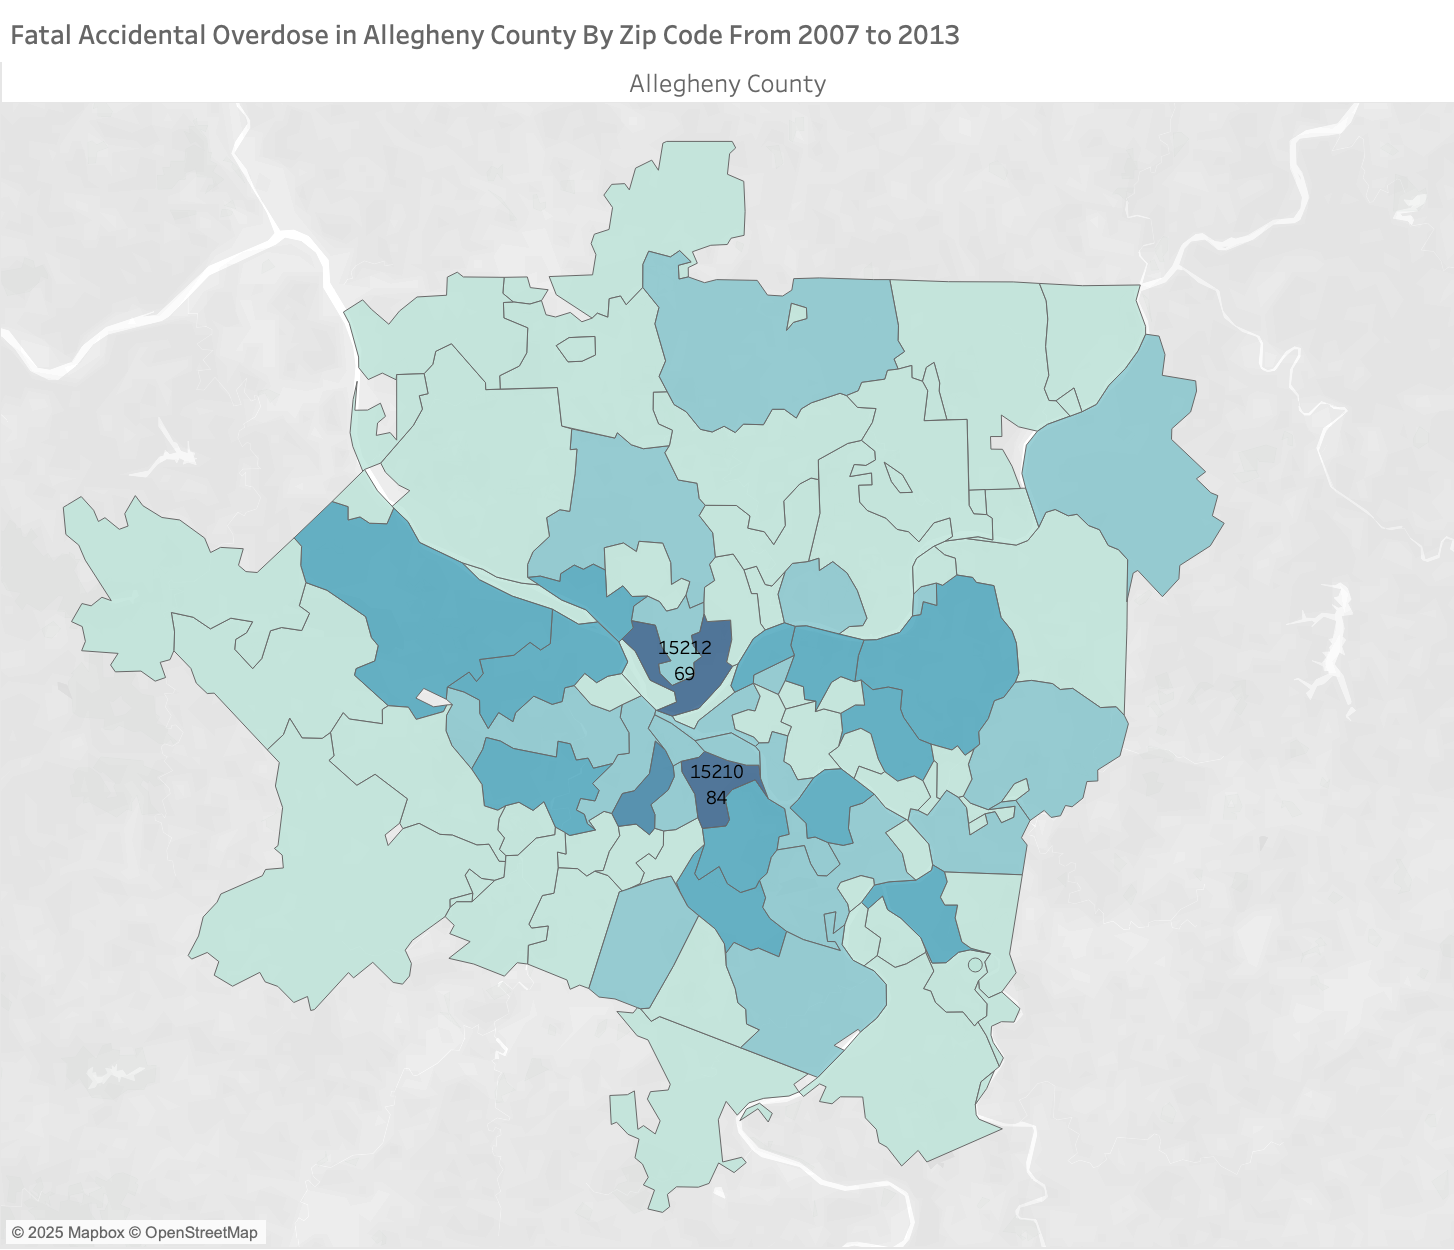 Fatal Accidental Overdose in Allegheny County By Zip Code From 2007 to 2013
Allegheny County
15212
69
15210
84
© 2025 Mapbox © OpenStreetMap